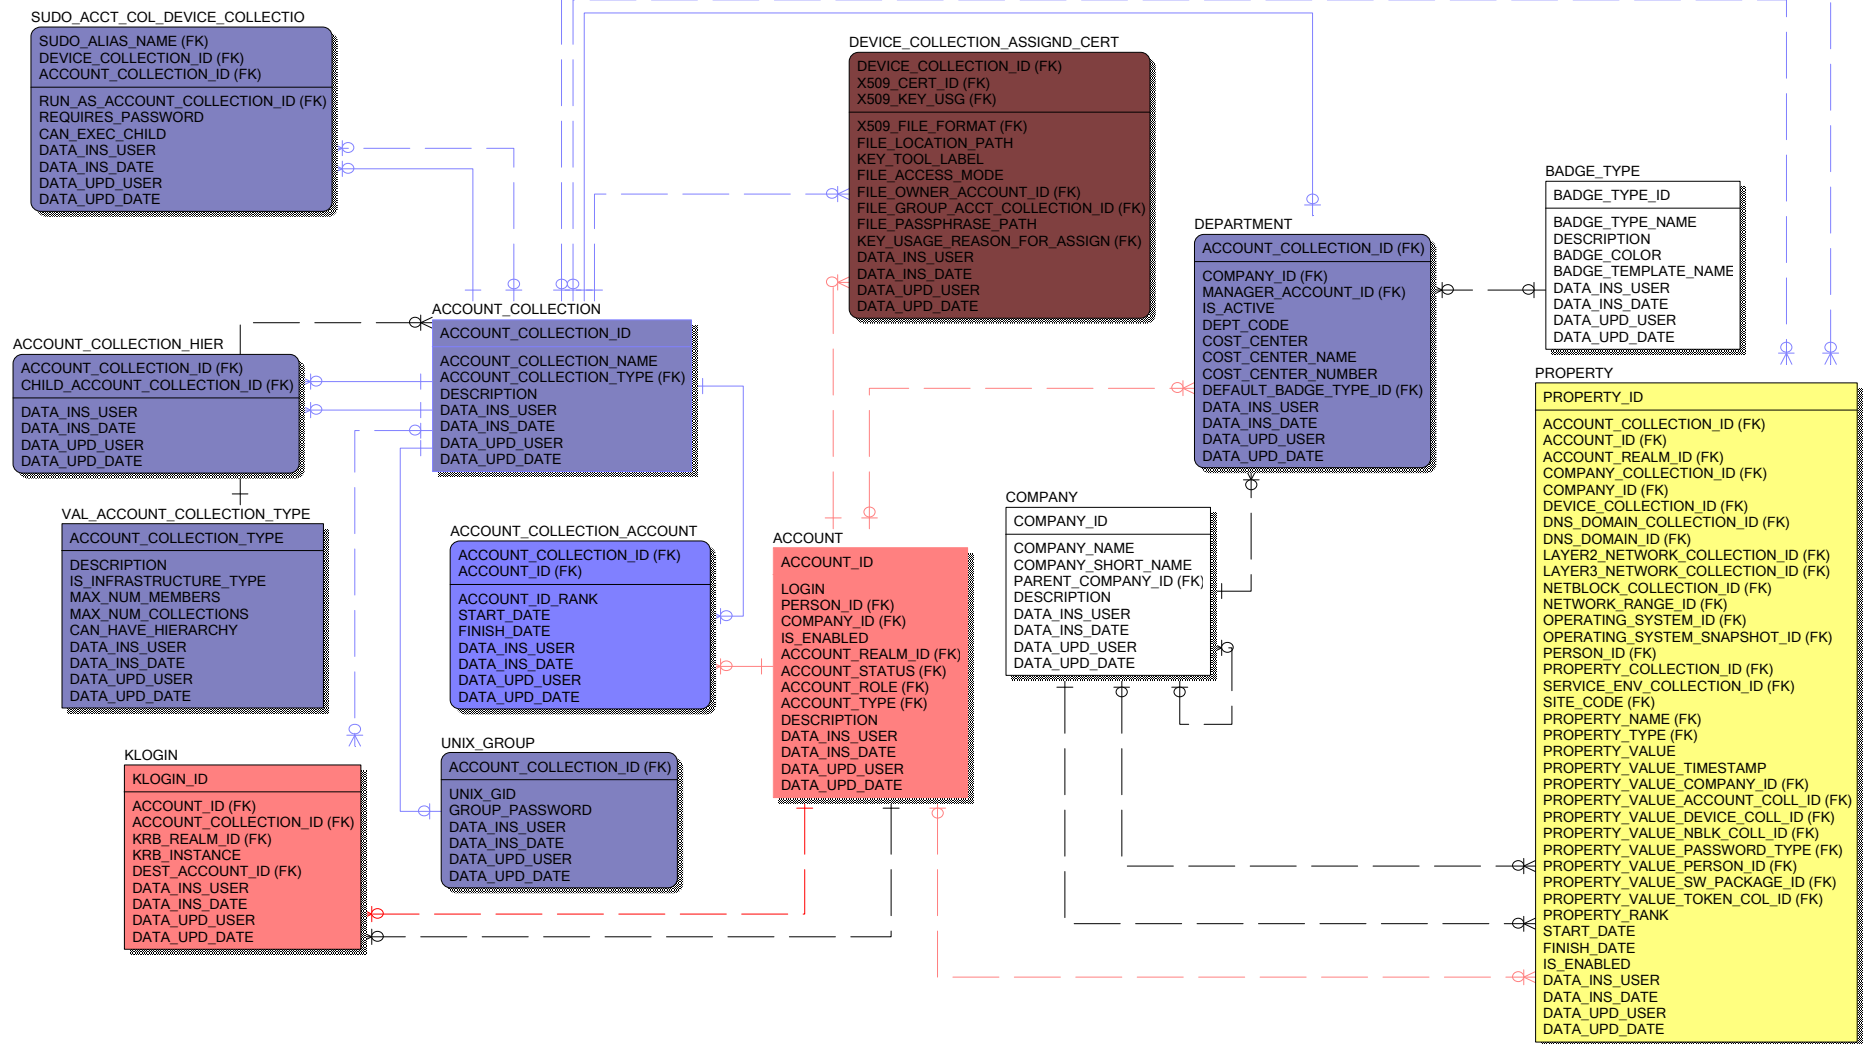 SUDO_ACCT_COL_DEVICE_COLLECTIO
SUDO_ALIAS_NAME (FK)
DEVICE_COLLECTION_ID (FK)
ACCOUNT_COLLECTION_ID (FK)
RUN_AS_ACCOUNT_COLLECTION_ID (FK)
REQUIRES_PASSWORD
CAN_EXEC_CHILD
DATA_INS_USER
DATA_INS_DATE
DATA_UPD_USER
DATA_UPD_DATE
DEVICE_COLLECTION_ASSIGND_CERT
DEVICE_COLLECTION_ID (FK)
X509_CERT_ID (FK)
X509_KEY_USG (FK)
X509_FILE_FORMAT (FK)
FILE_LOCATION_PATH
KEY_TOOL_LABEL
FILE_ACCESS_MODE
FILE_OWNER_ACCOUNT_ID (FK)
FILE_GROUP_ACCT_COLLECTION_ID (FK)
FILE_PASSPHRASE_PATH
KEY_USAGE_REASON_FOR_ASSIGN (FK)
DATA_INS_USER
DATA_INS_DATE
DATA_UPD_USER
DATA_UPD_DATE
BADGE_TYPE
BADGE_TYPE_ID
BADGE_TYPE_NAME
DESCRIPTION
BADGE_COLOR
BADGE_TEMPLATE_NAME
DATA_INS_USER
DATA_INS_DATE
DATA_UPD_USER
DATA_UPD_DATE
DEPARTMENT
ACCOUNT_COLLECTION_ID (FK)
COMPANY_ID (FK)
MANAGER_ACCOUNT_ID (FK)
IS_ACTIVE
DEPT_CODE
COST_CENTER
COST_CENTER_NAME
COST_CENTER_NUMBER
DEFAULT_BADGE_TYPE_ID (FK)
DATA_INS_USER
DATA_INS_DATE
DATA_UPD_USER
DATA_UPD_DATE
ACCOUNT_COLLECTION
ACCOUNT_COLLECTION_ID
ACCOUNT_COLLECTION_NAME
ACCOUNT_COLLECTION_TYPE (FK)
DESCRIPTION
DATA_INS_USER
DATA_INS_DATE
DATA_UPD_USER
DATA_UPD_DATE
ACCOUNT_COLLECTION_HIER
ACCOUNT_COLLECTION_ID (FK)
CHILD_ACCOUNT_COLLECTION_ID (FK)
DATA_INS_USER
DATA_INS_DATE
DATA_UPD_USER
DATA_UPD_DATE
PROPERTY
PROPERTY_ID
ACCOUNT_COLLECTION_ID (FK)
ACCOUNT_ID (FK)
ACCOUNT_REALM_ID (FK)
COMPANY_COLLECTION_ID (FK)
COMPANY_ID (FK)
DEVICE_COLLECTION_ID (FK)
DNS_DOMAIN_COLLECTION_ID (FK)
DNS_DOMAIN_ID (FK)
LAYER2_NETWORK_COLLECTION_ID (FK)
LAYER3_NETWORK_COLLECTION_ID (FK)
NETBLOCK_COLLECTION_ID (FK)
NETWORK_RANGE_ID (FK)
OPERATING_SYSTEM_ID (FK)
OPERATING_SYSTEM_SNAPSHOT_ID (FK)
PERSON_ID (FK)
PROPERTY_COLLECTION_ID (FK)
SERVICE_ENV_COLLECTION_ID (FK)
SITE_CODE (FK)
PROPERTY_NAME (FK)
PROPERTY_TYPE (FK)
PROPERTY_VALUE
PROPERTY_VALUE_TIMESTAMP
PROPERTY_VALUE_COMPANY_ID (FK)
PROPERTY_VALUE_ACCOUNT_COLL_ID (FK)
PROPERTY_VALUE_DEVICE_COLL_ID (FK)
PROPERTY_VALUE_NBLK_COLL_ID (FK)
PROPERTY_VALUE_PASSWORD_TYPE (FK)
PROPERTY_VALUE_PERSON_ID (FK)
PROPERTY_VALUE_SW_PACKAGE_ID (FK)
PROPERTY_VALUE_TOKEN_COL_ID (FK)
PROPERTY_RANK
START_DATE
FINISH_DATE
IS_ENABLED
DATA_INS_USER
DATA_INS_DATE
DATA_UPD_USER
DATA_UPD_DATE
COMPANY
COMPANY_ID
COMPANY_NAME
COMPANY_SHORT_NAME
PARENT_COMPANY_ID (FK)
DESCRIPTION
DATA_INS_USER
DATA_INS_DATE
DATA_UPD_USER
DATA_UPD_DATE
VAL_ACCOUNT_COLLECTION_TYPE
ACCOUNT_COLLECTION_TYPE
DESCRIPTION
IS_INFRASTRUCTURE_TYPE
MAX_NUM_MEMBERS
MAX_NUM_COLLECTIONS
CAN_HAVE_HIERARCHY
DATA_INS_USER
DATA_INS_DATE
DATA_UPD_USER
DATA_UPD_DATE
ACCOUNT_COLLECTION_ACCOUNT
ACCOUNT_COLLECTION_ID (FK)
ACCOUNT_ID (FK)
ACCOUNT_ID_RANK
START_DATE
FINISH_DATE
DATA_INS_USER
DATA_INS_DATE
DATA_UPD_USER
DATA_UPD_DATE
ACCOUNT
ACCOUNT_ID
LOGIN
PERSON_ID (FK)
COMPANY_ID (FK)
IS_ENABLED
ACCOUNT_REALM_ID (FK)
ACCOUNT_STATUS (FK)
ACCOUNT_ROLE (FK)
ACCOUNT_TYPE (FK)
DESCRIPTION
DATA_INS_USER
DATA_INS_DATE
DATA_UPD_USER
DATA_UPD_DATE
KLOGIN
KLOGIN_ID
ACCOUNT_ID (FK)
ACCOUNT_COLLECTION_ID (FK)
KRB_REALM_ID (FK)
KRB_INSTANCE
DEST_ACCOUNT_ID (FK)
DATA_INS_USER
DATA_INS_DATE
DATA_UPD_USER
DATA_UPD_DATE
UNIX_GROUP
ACCOUNT_COLLECTION_ID (FK)
UNIX_GID
GROUP_PASSWORD
DATA_INS_USER
DATA_INS_DATE
DATA_UPD_USER
DATA_UPD_DATE